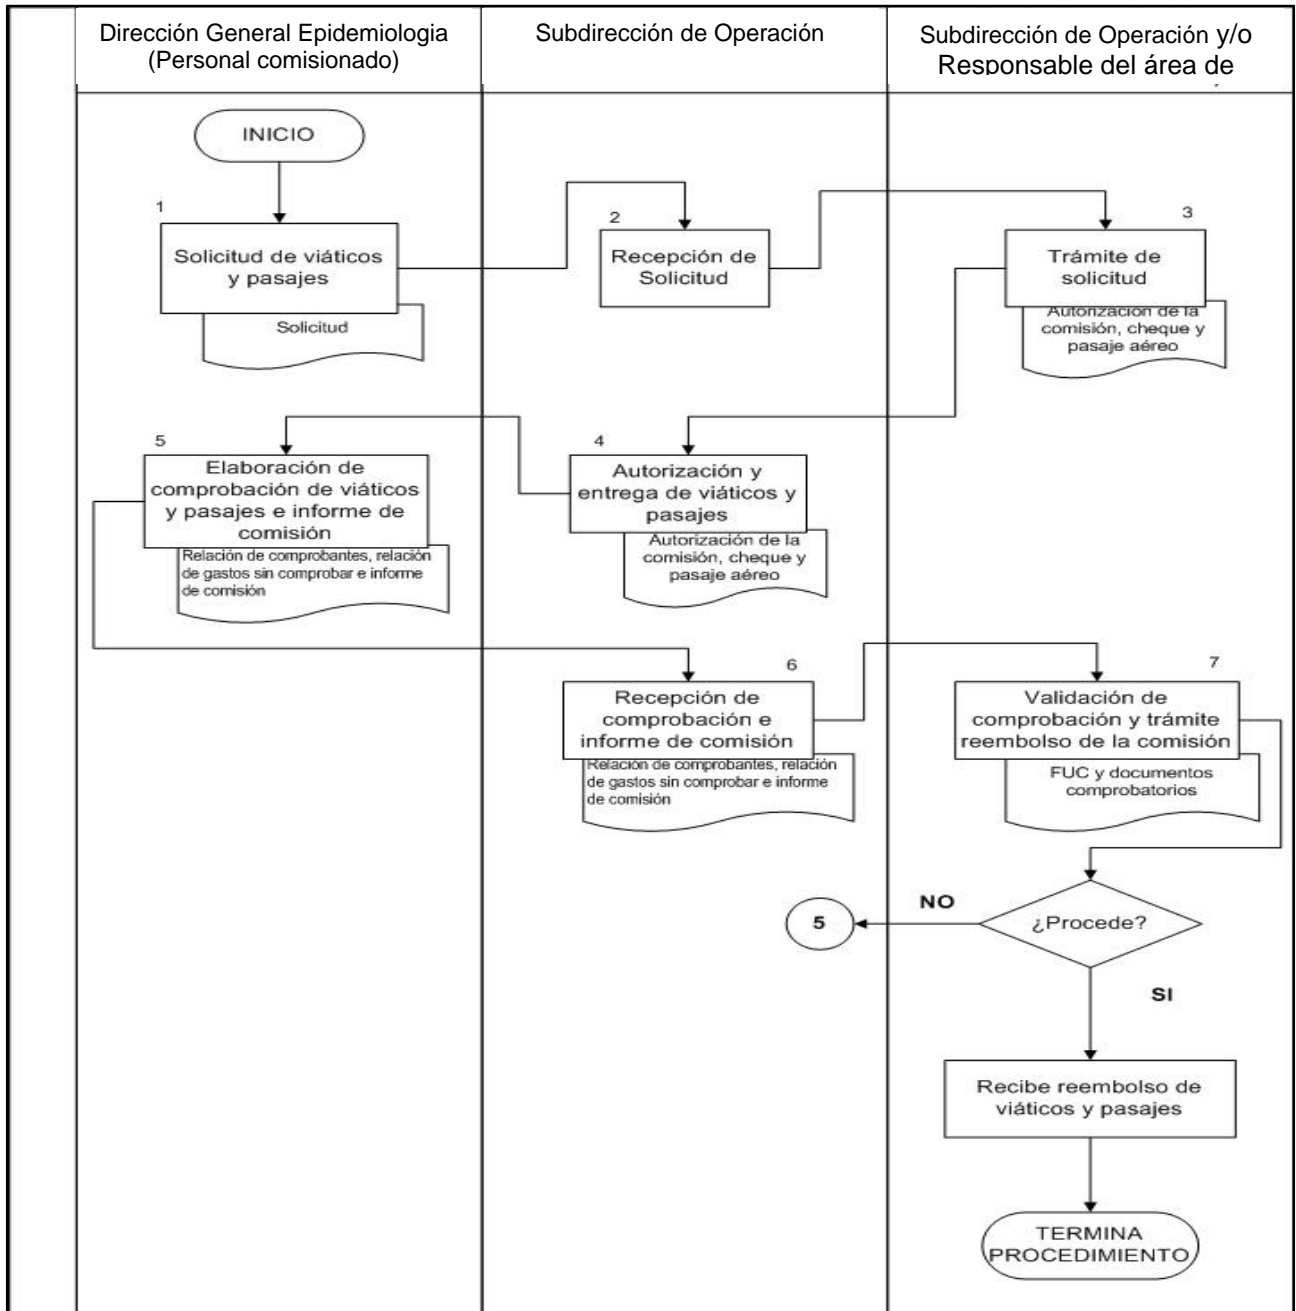 Dirección General Epidemiologia
(Personal comisionado)
Subdirección de Operación
Subdirección de Operación y/o
Responsable del área de
INICIO
1
Solicitud de viáticos
y pasajes
Solicitud
2
Recepción de
Solicitud
3
Trámite de
solicitud
Autorización de la
comisión, cheque y
pasaje aéreo
5
Elaboración de
comprobación de viáticos
y pasajes e informe de
comisión
Relación de comprobantes, relación
de gastos sin comprobar e informe
de comisión
4
Autorización y
entrega de viáticos y
pasajes
Autorización de la
comisión, cheque y
pasaje aéreo
6
Recepción de
comprobación e
informe de comisión
Relación de comprobantes, relación
de gastos sin comprobar e informe
de comisión
7
Validación de
comprobación y trámite
reembolso de la comisión
FUC y documentos
comprobatorios
¿Procede?
NO
5
SI
Recibe reembolso de
viáticos y pasajes
TERMINA
PROCEDIMIENTO